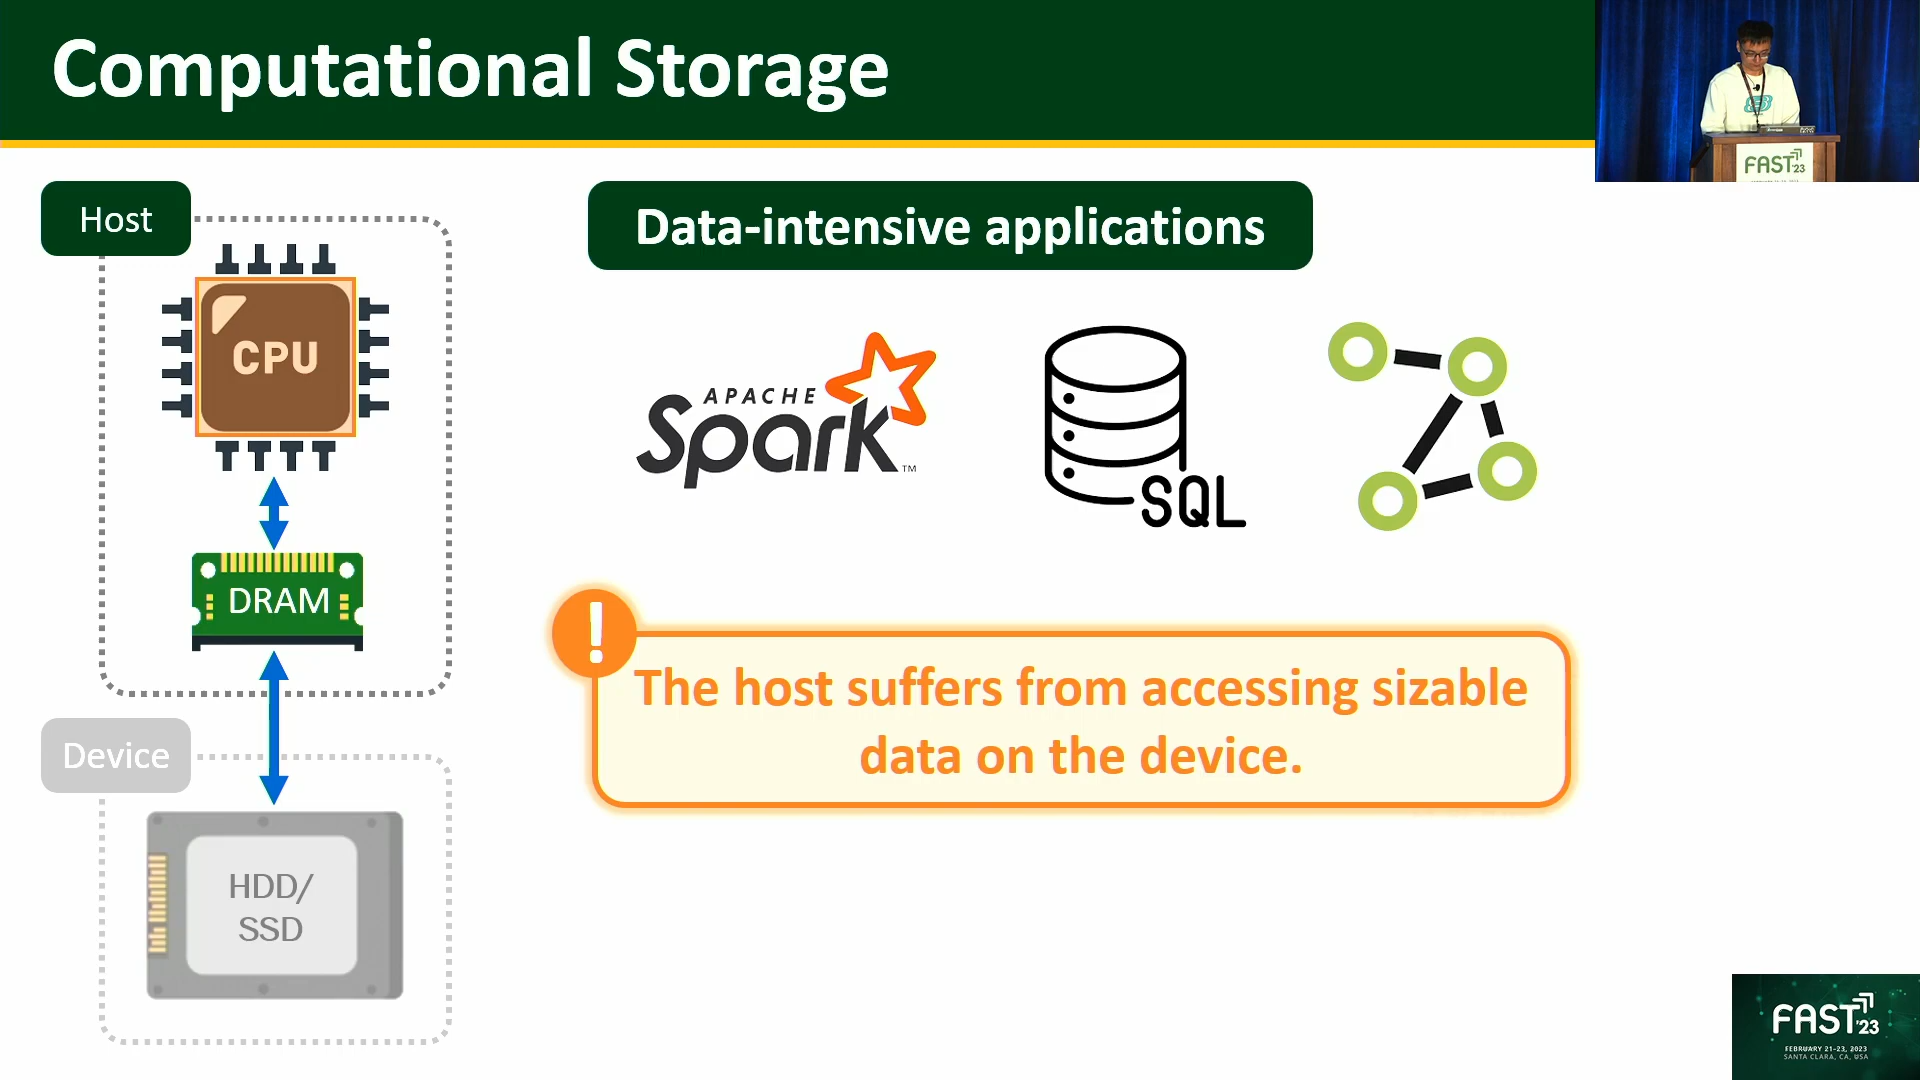 Computational Storage
FAST'23
Host
CPU
DRAM
Device
HDD/
SSD
Data-intensive applications
APACHE
Spark™
SQL
!
The host suffers from accessing sizable
data on the device.
FAST'23
FEBRUARY 21-23, 2023
SANTA CLARA, CA, USA